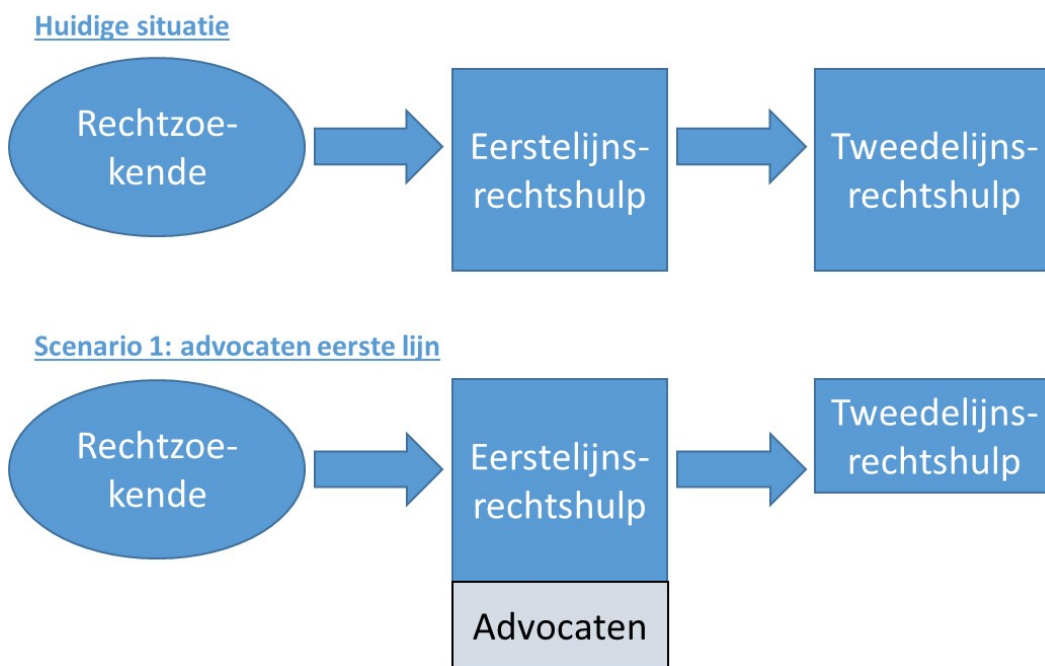 Huidige situatie
Rechtzoe-
kende
Eerstelijns-
rechtshulp
Tweedelijns-
rechtshulp
Scenario 1: advocaten eerste lijn
Rechtzoe-
kende
Eerstelijns-
rechtshulp
Tweedelijns-
rechtshulp
Advocaten